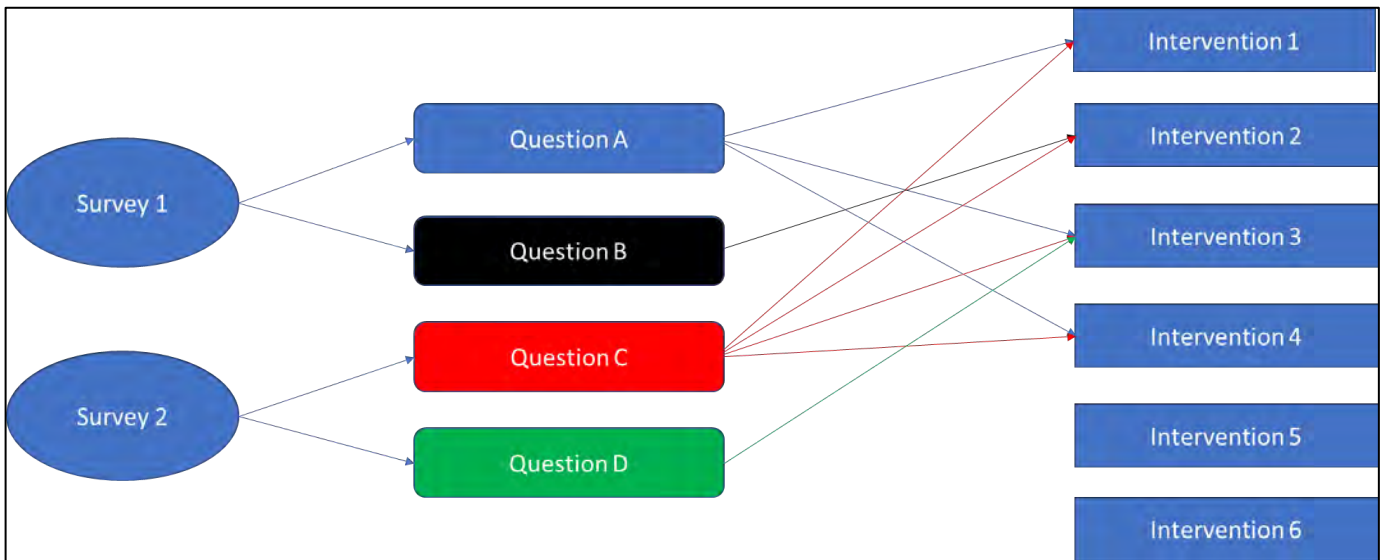 Survey 1
Survey 2
Question A
Question B
Question C
Question D
Intervention 1
Intervention 2
Intervention 3
Intervention 4
Intervention 5
Intervention 6